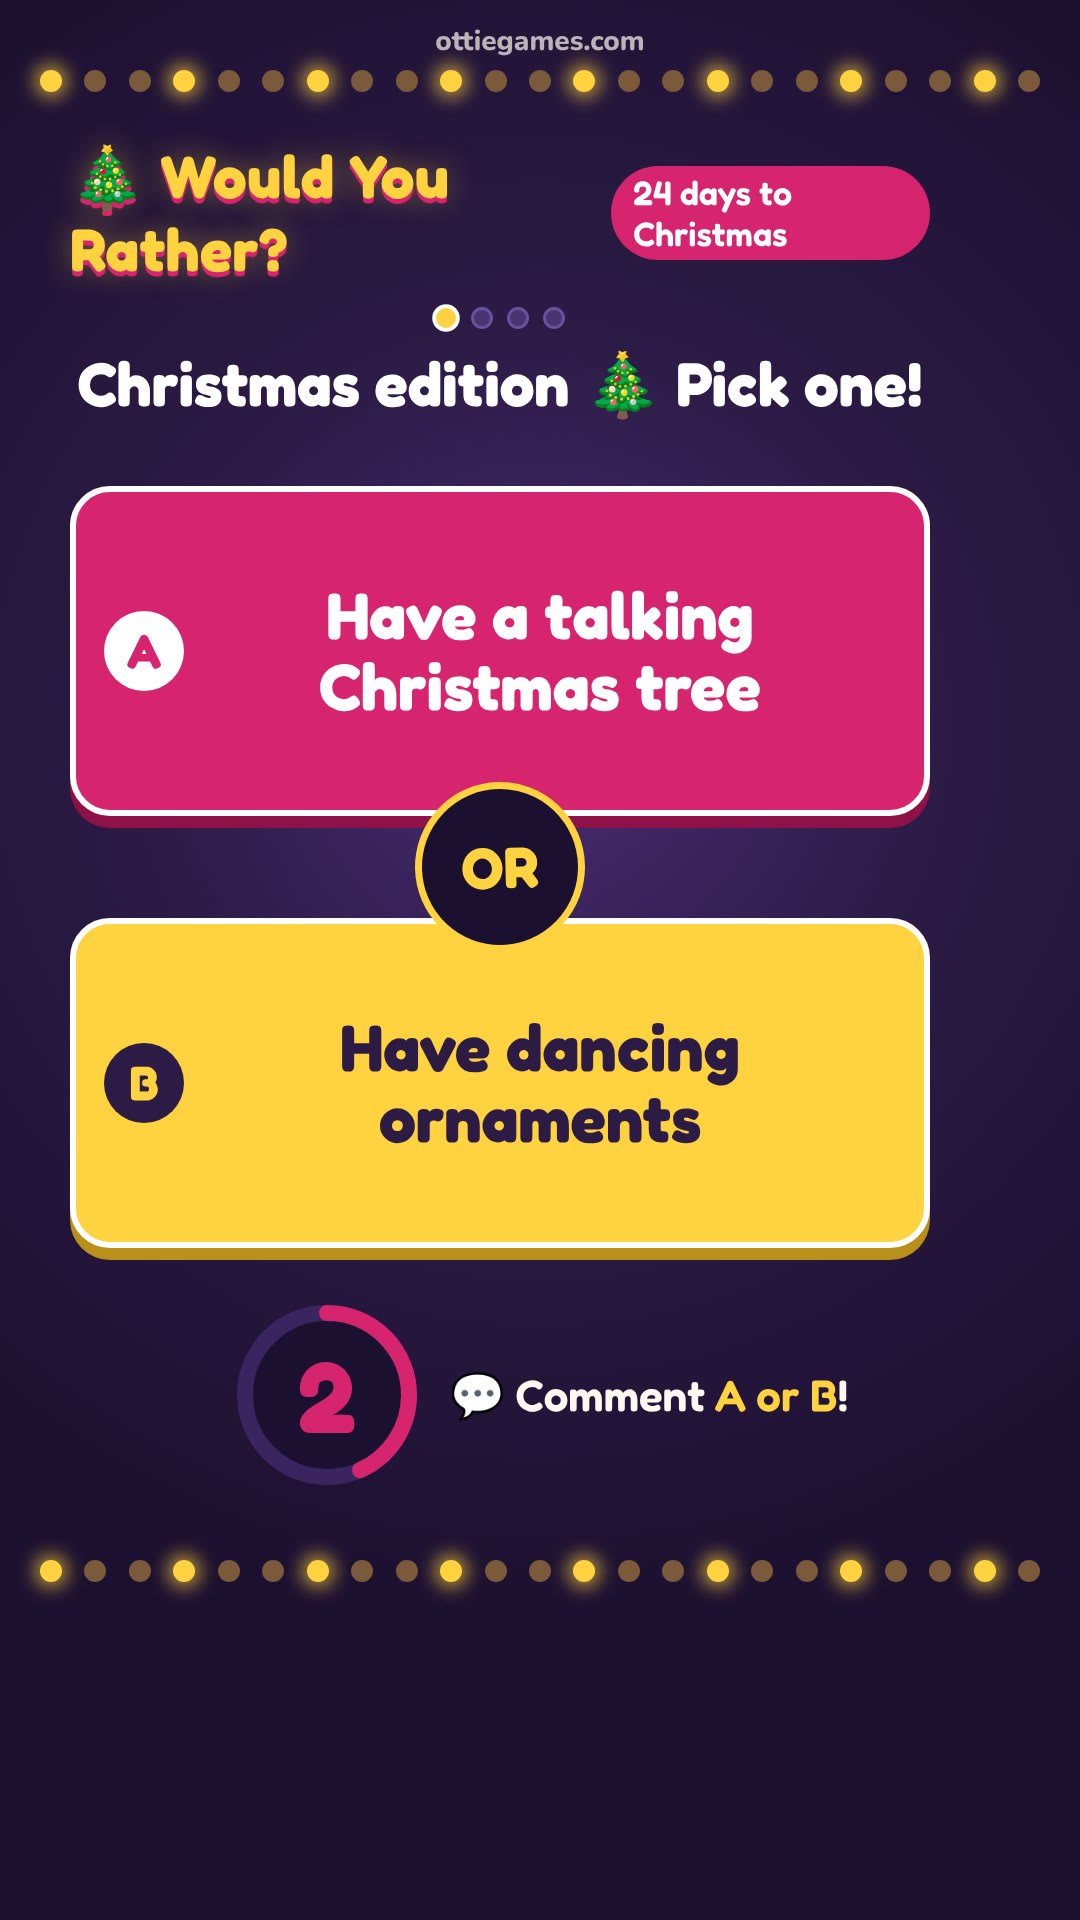 ottiegames.com
🎄 Would You
Rather?
24 days to
Christmas
Christmas edition 🎄 Pick one!
A
Have a talking
Christmas tree
OR
B
Have dancing
ornaments
2
💬 Comment A or B!